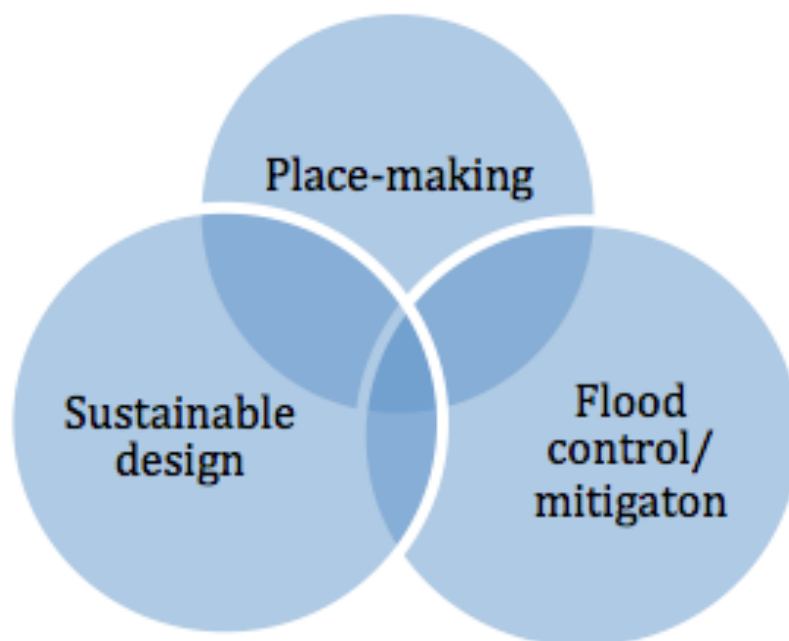 Place-making
Sustainable
design
Flood
control/
mitigaton